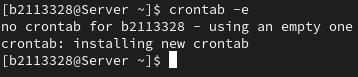 [b2113328@Server ~]$ crontab -e
no crontab for b2113328 - using an empty one
crontab: installing new crontab
[b2113328@Server ~]$